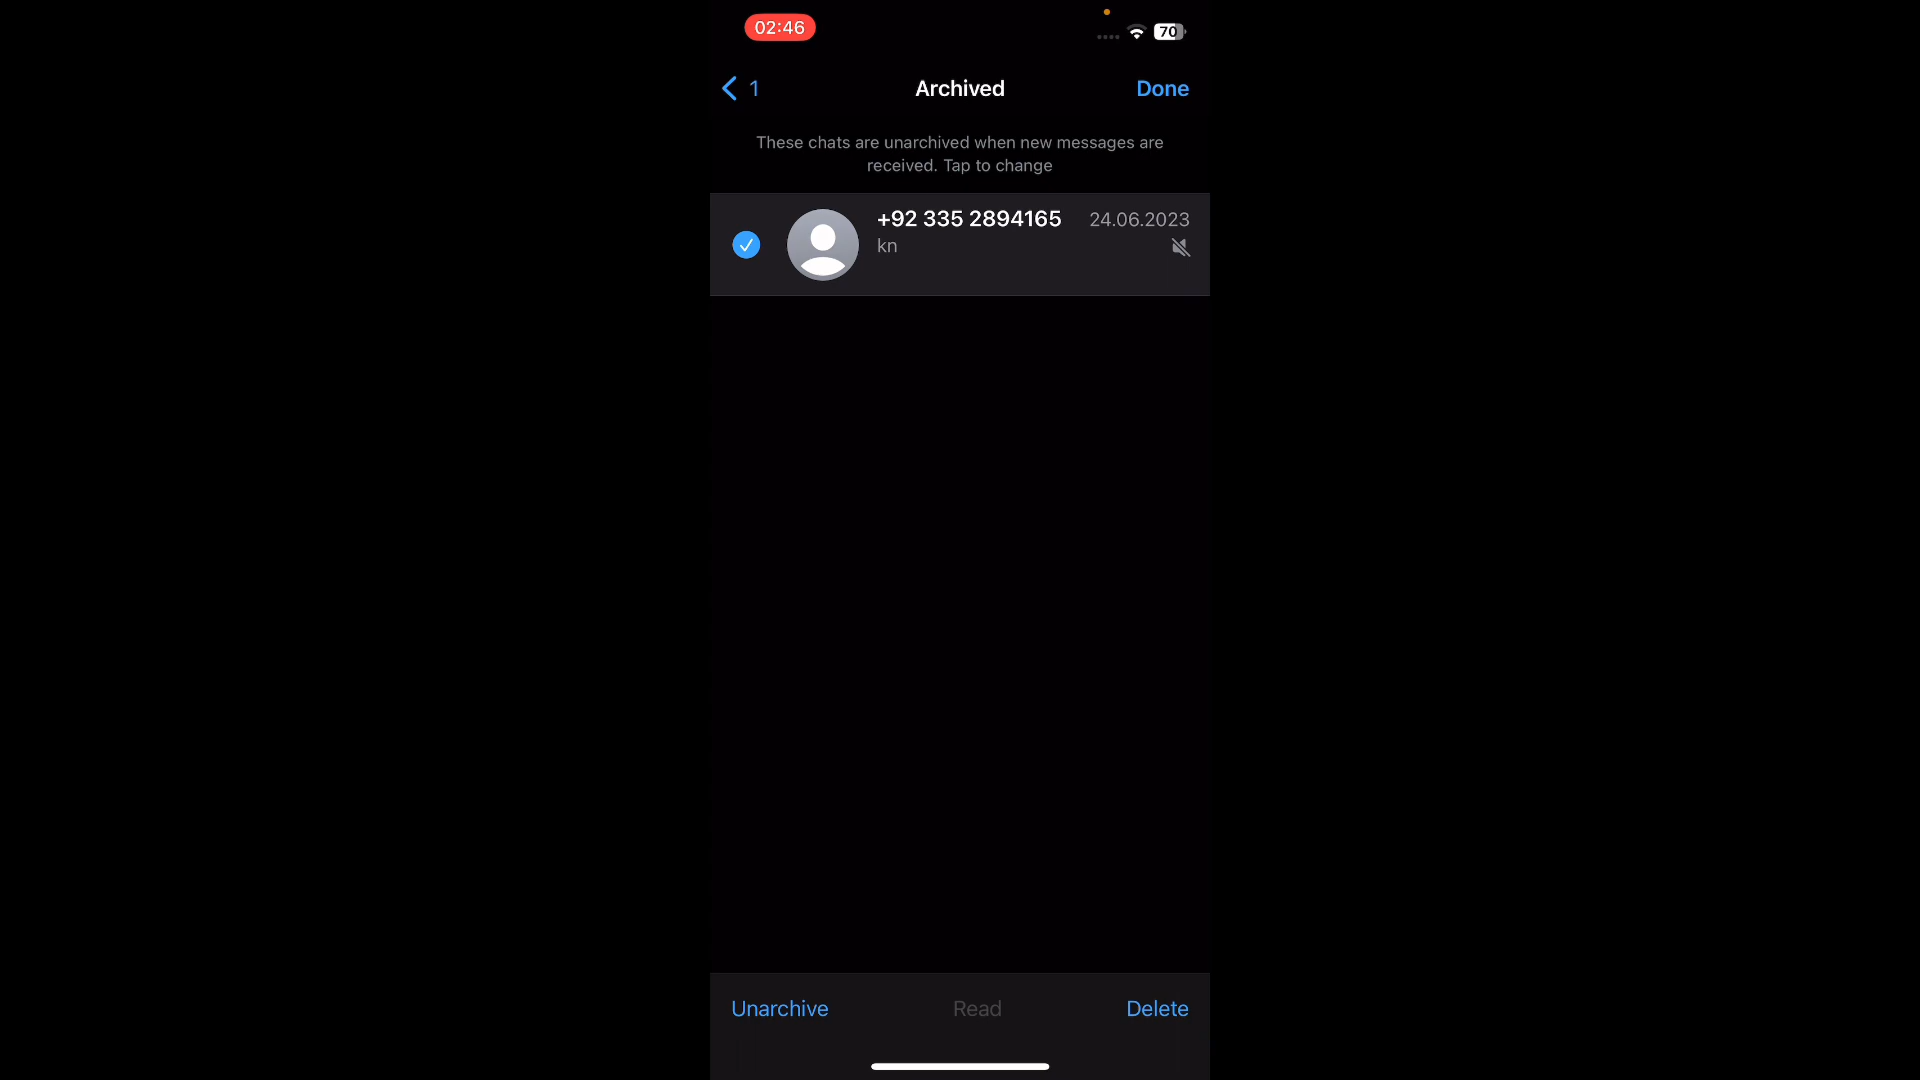 02:46
70
1
Archived
Done
These chats are unarchived when new messages are
received. Tap to change
+92 335 2894165
24.06.2023
kn
Unarchive
Read
Delete